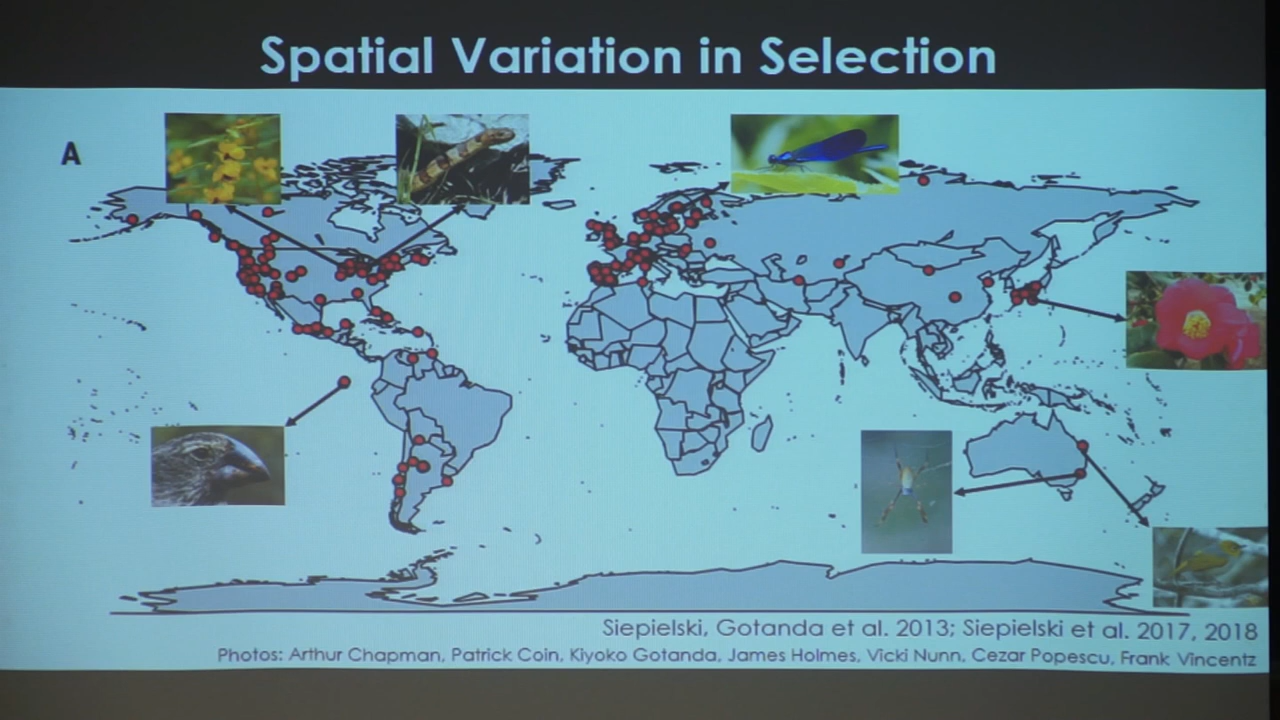 Spatial Variation in Selection
A
Siepielski, Gotanda et al. 2013; Siepielski et al. 2017, 2018
Photos: Arthur Chapman, Patrick Coin, Kiyoko Gotanda, James Holmes, Vicki Nunn, Cezar Popescu, Frank Vincentz